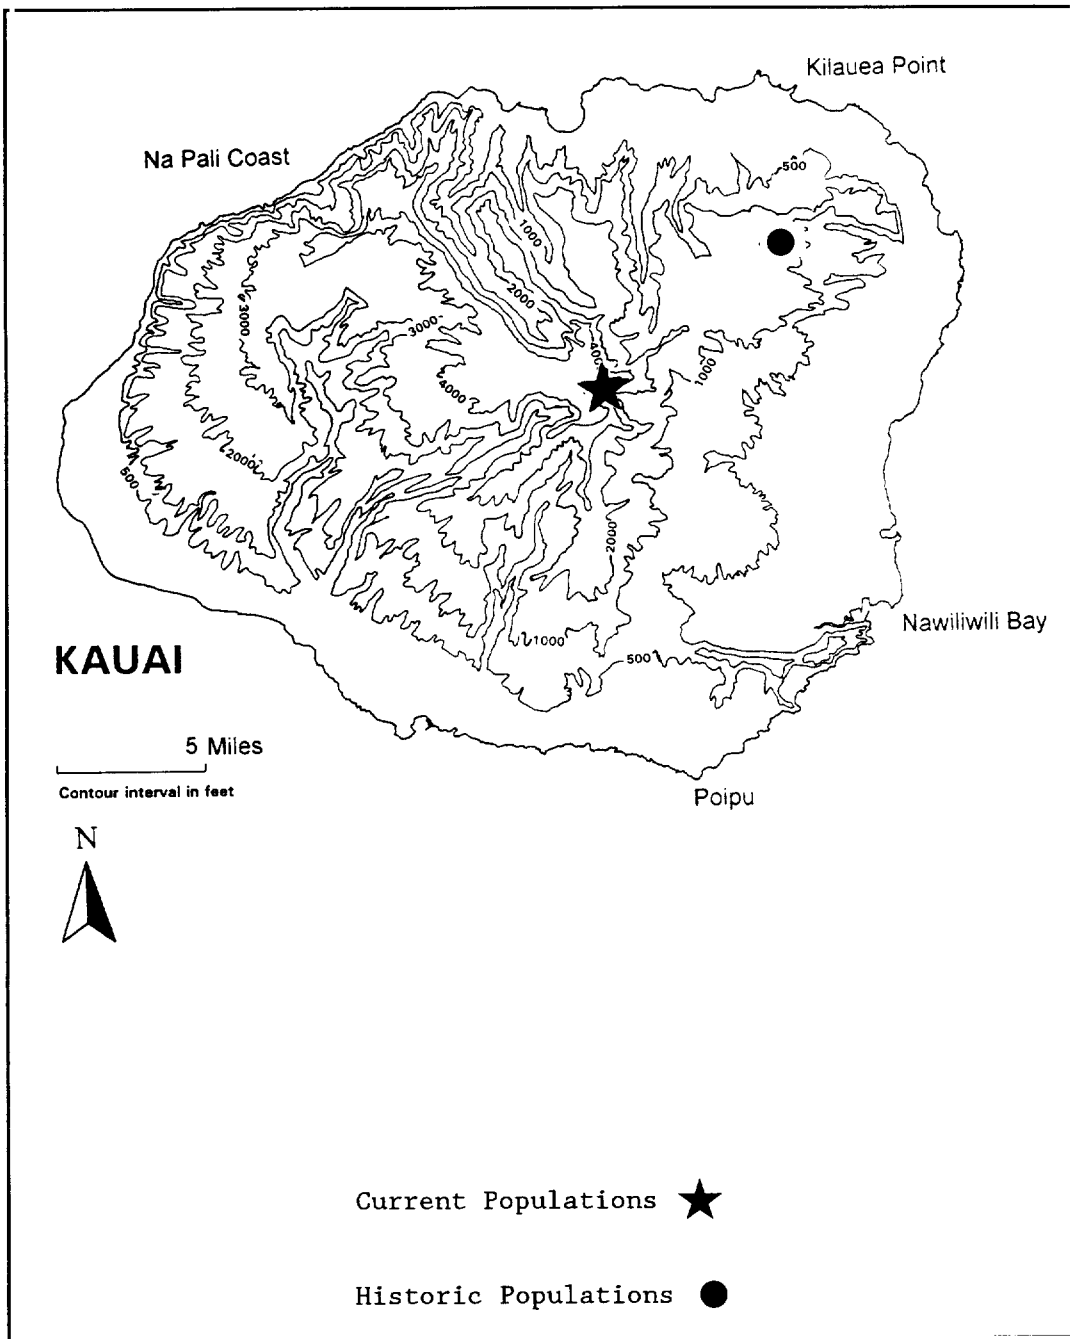 Kilauea Point
Na Pali Coast
500
1000
2000
3000
3000
400
4000
1000
2000
500
2000
1000
500
Nawiliwili Bay
KAUAI
5 Miles
Contour interval in feet
Poipu
N
Current Populations
Historic Populations